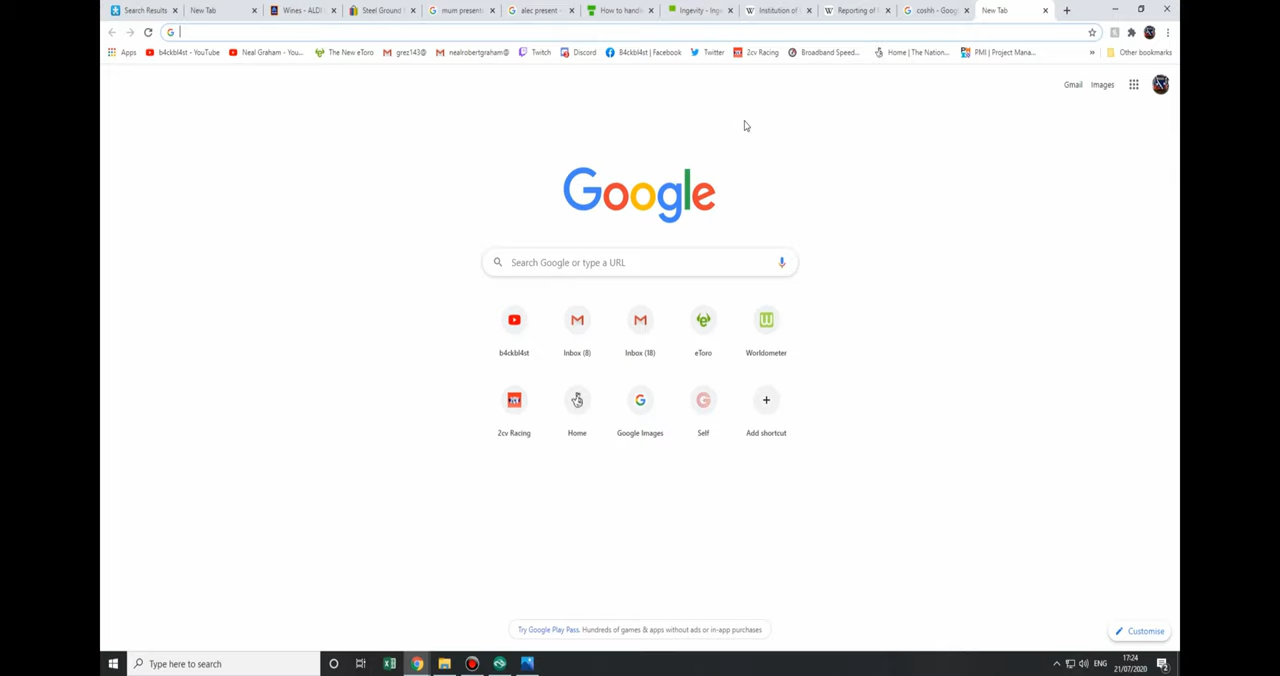 Search Results
New Tab
Wines - ALDI
Steel Ground
mum present
alec present
How to handl
Ingevity - Ing
Institution of
Reporting of
coshh - Goog
New Tab
Apps
b4ckbl4st - YouTube
Neal Graham - You...
The New eToro
grez143@
nealrobertgraham@
Twitch
Discord
B4ckbl4st | Facebook
Twitter
2cv Racing
Broadband Speed...
Home | The Nation...
PMI | Project Mana...
»
Other bookmarks
Gmail
Images
Google
Search Google or type a URL
b4ckbl4st
Inbox (8)
Inbox (18)
eToro
Worldometer
2cv Racing
Home
Google Images
Self
Add shortcut
Try Google Play Pass. Hundreds of games & apps without ads or in-app purchases
Customise
Type here to search
ENG
17:24
21/07/2020
2